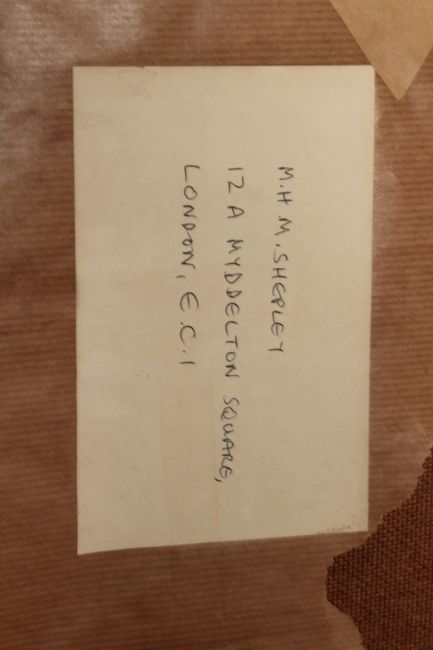 M.H.M. SHEPLEY
12 A MYDDELTON SQUARE,
LONDON, E.C.1